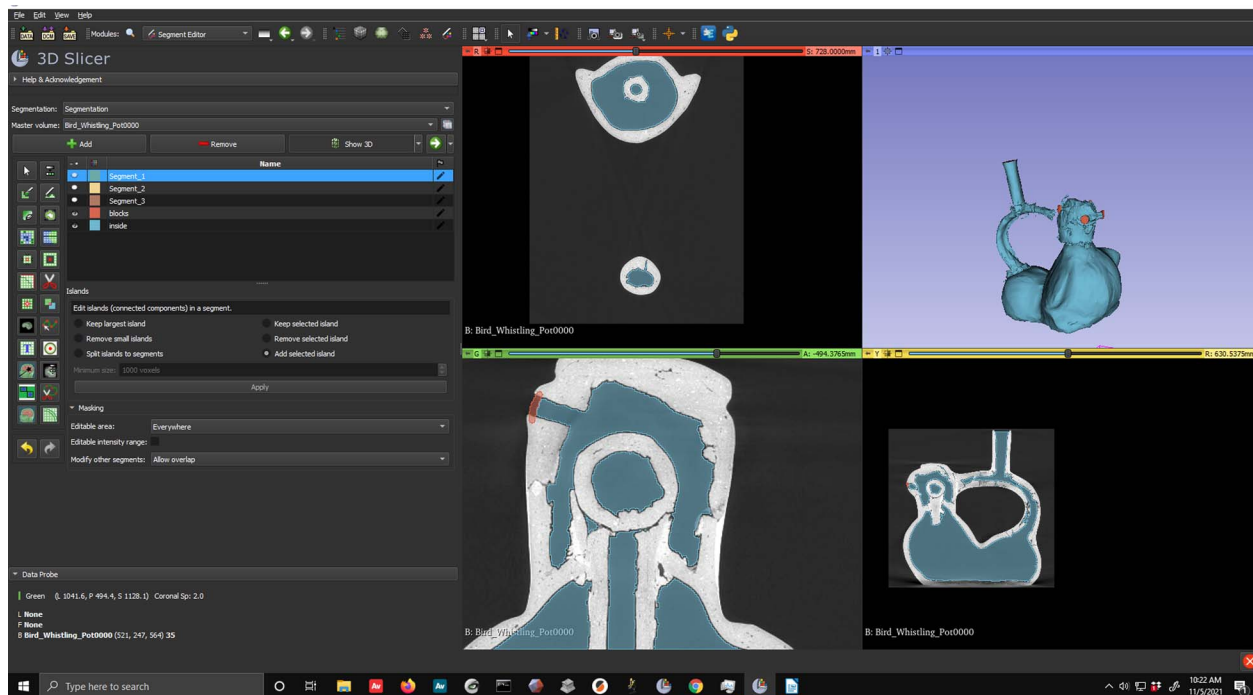 File Edit View Help
DATA DCM SAVE Modules: Segment Editor
3D Slicer
Help & Acknowledgement
Segmentation: Segmentation
Master volume: Bird_Whistling_Pot0000
Add Remove Show 3D
Name
Segment_1
Segment_2
Segment_3
blocks
inside
Islands
Edit islands (connected components) in a segment.
Keep largest island Keep selected island
Remove small islands Remove selected island
Split islands to segments Add selected island
Minimum size: 1000 voxels
Apply
Masking
Editable area: Everywhere
Editable intensity range:
Modify other segments: Allow overlap
Data Probe
Green (L 1041.6, P 494.4, S 1128.1) Coronal Sp: 2.0
L None
F None
B Bird_Whistling_Pot0000 (521, 247, 564) 35
R S: 728.0000mm
B: Bird_Whistling_Pot0000
1
G A: -494.3765mm
B: Bird_Whistling_Pot0000
Y R: 630.5375mm
B: Bird_Whistling_Pot0000
Type here to search
10:22 AM
11/5/2021